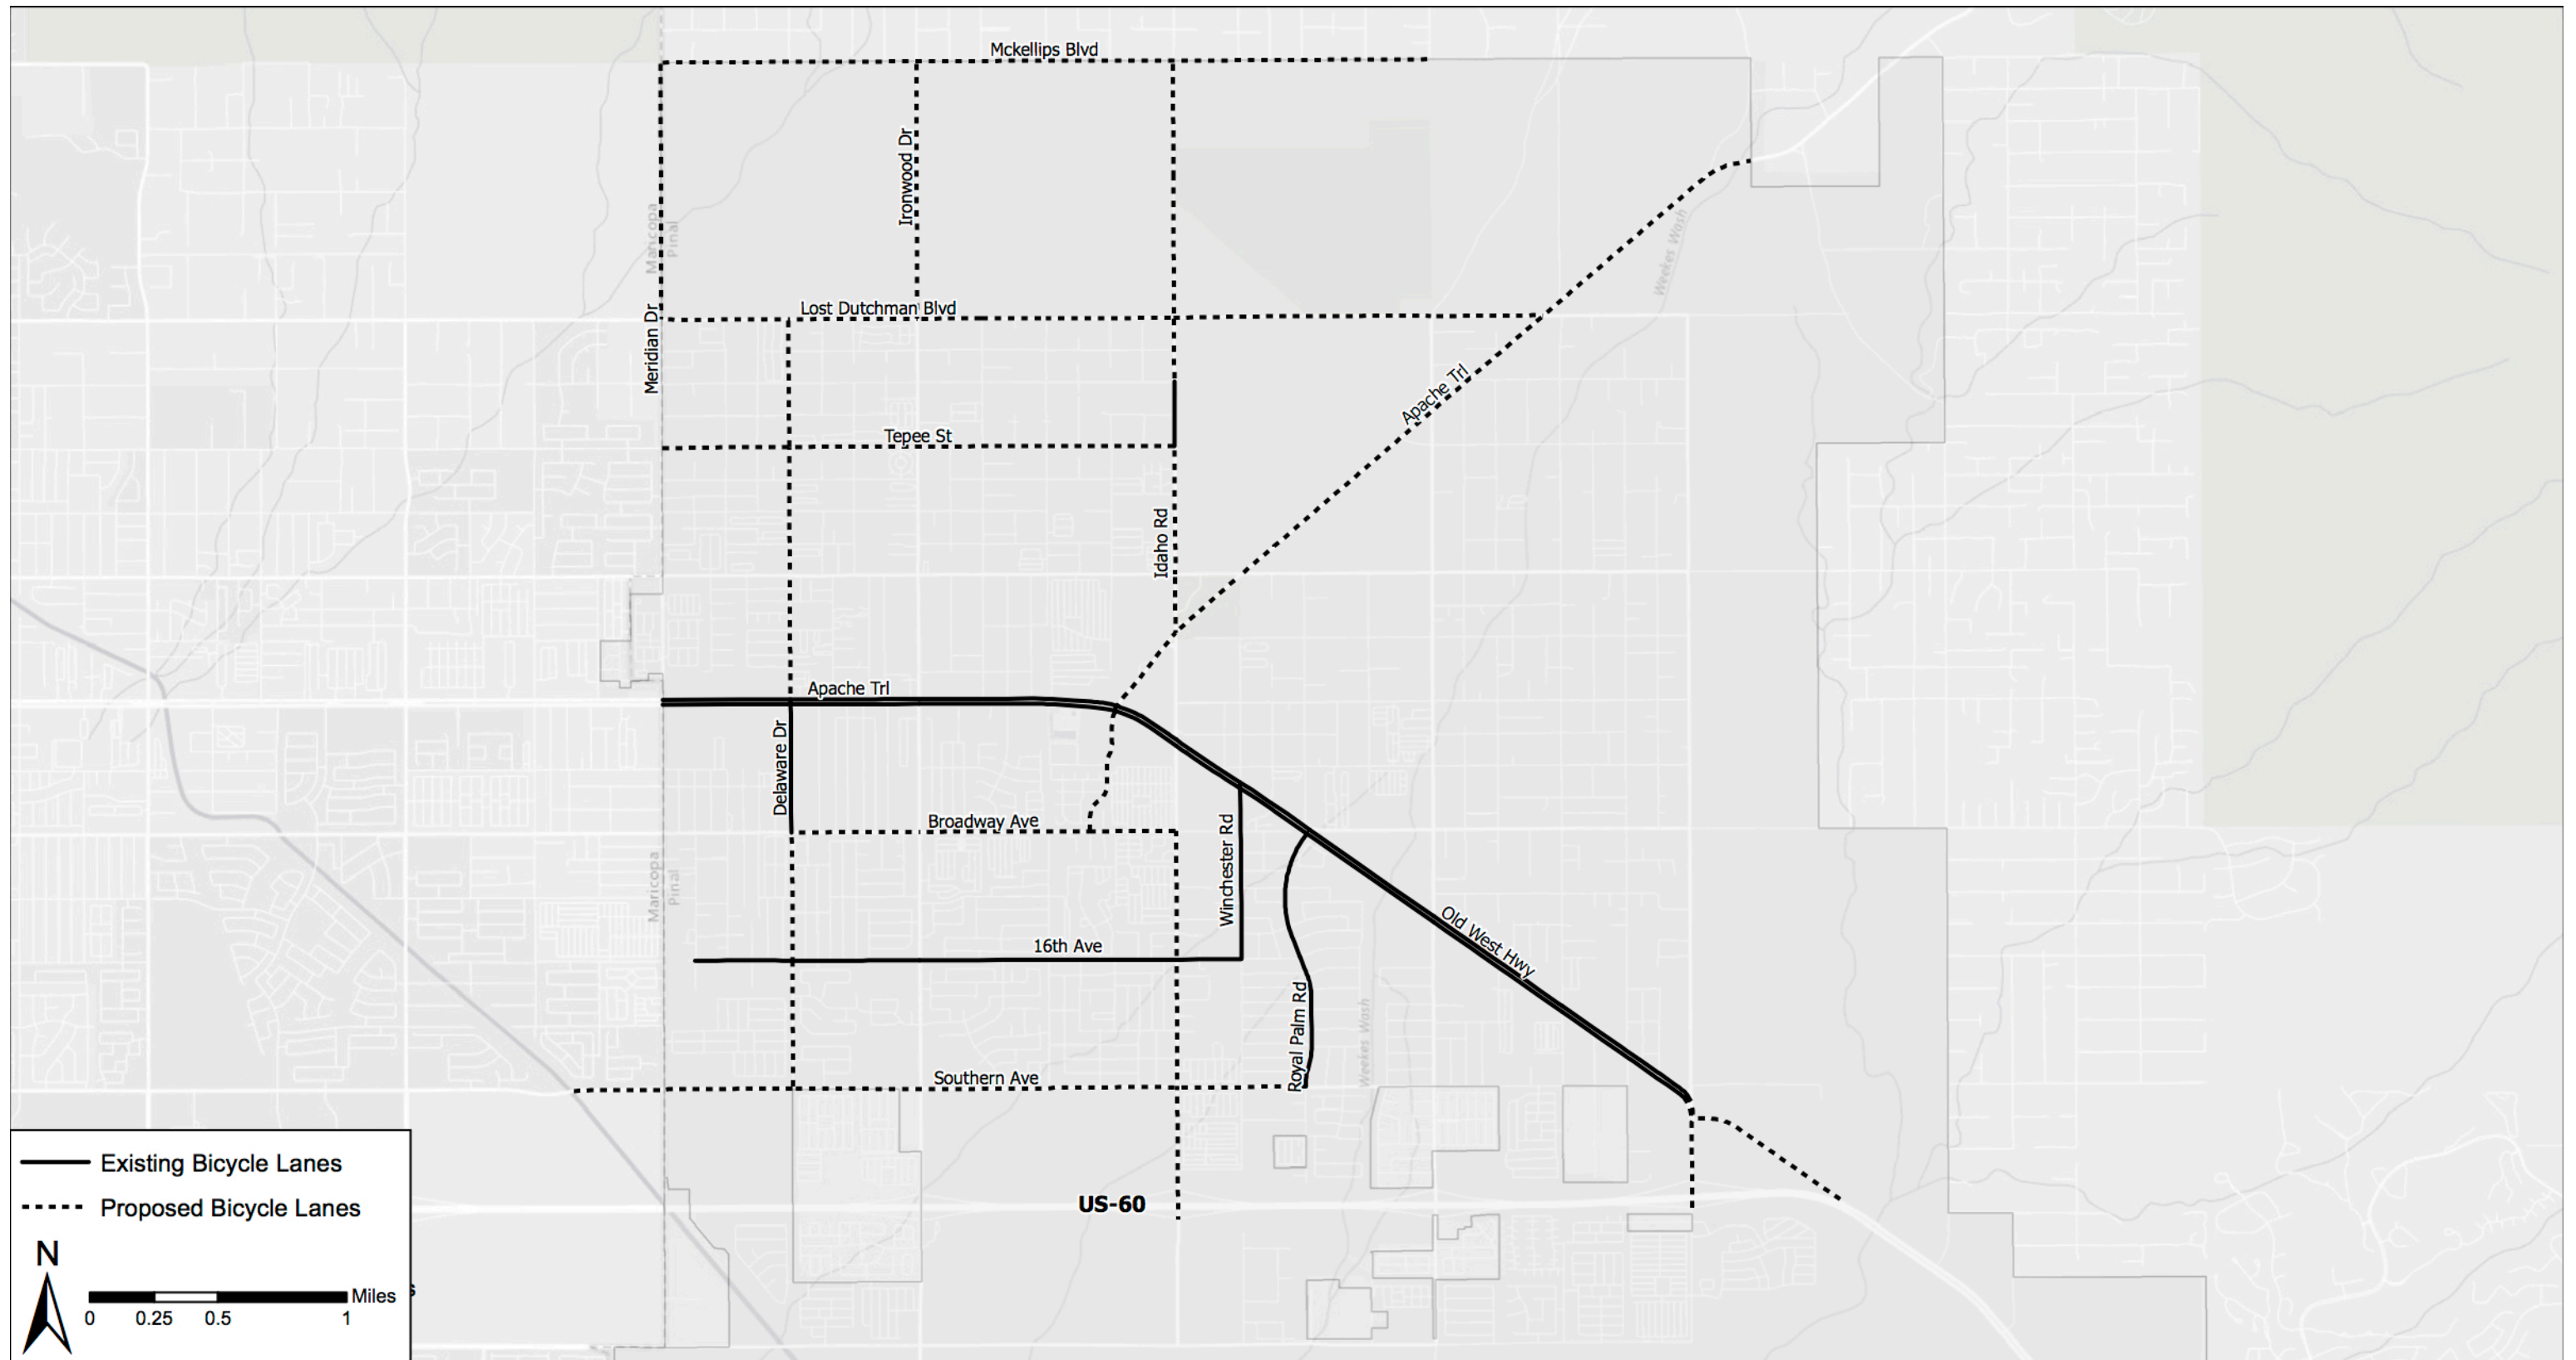 Mckellips Blvd
Ironwood Dr
Maricopa
Pinal
Weekes Wash
Lost Dutchman Blvd
Meridian Dr
Apache Trl
Tepee St
Idaho Rd
Apache Trl
Delaware Dr
Broadway Ave
Winchester Rd
Maricopa
Pinal
Old West Hwy
16th Ave
Royal Palm Rd
Weekes Wash
Southern Ave
US-60
Existing Bicycle Lanes
Proposed Bicycle Lanes
N
Miles
0 0.25 0.5 1